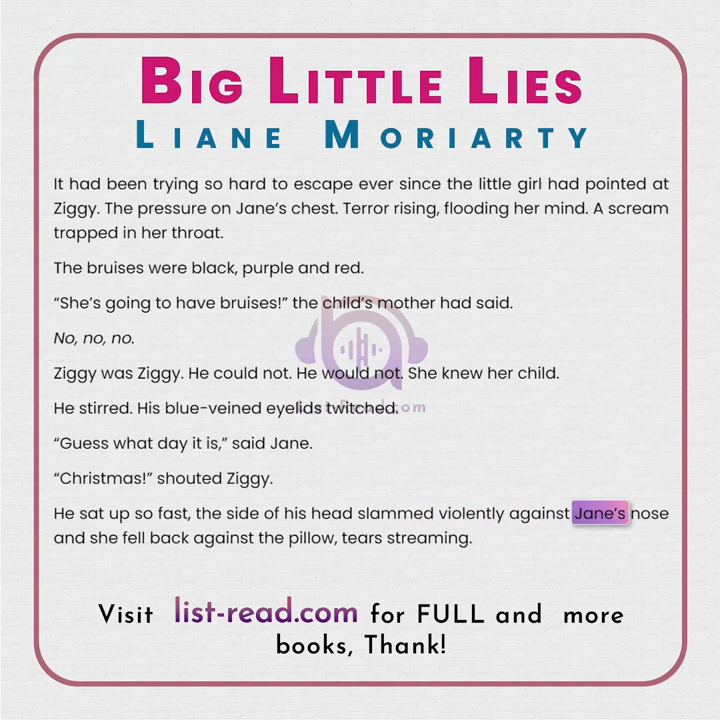 BIG LITTLE LIES
LIANE MORIARTY
It had been trying so hard to escape ever since the little girl had pointed at
Ziggy. The pressure on Jane’s chest. Terror rising, flooding her mind. A scream
trapped in her throat.
The bruises were black, purple and red.
“She’s going to have bruises!” the child’s mother had said.
No, no, no.
Ziggy was Ziggy. He could not. He would not. She knew her child.
He stirred. His blue-veined eyelids twitched.
List-Read.com
“Guess what day it is,” said Jane.
“Christmas!” shouted Ziggy.
He sat up so fast, the side of his head slammed violently against Jane’s nose
and she fell back against the pillow, tears streaming.
Visit list-read.com for FULL and more
books, Thank!